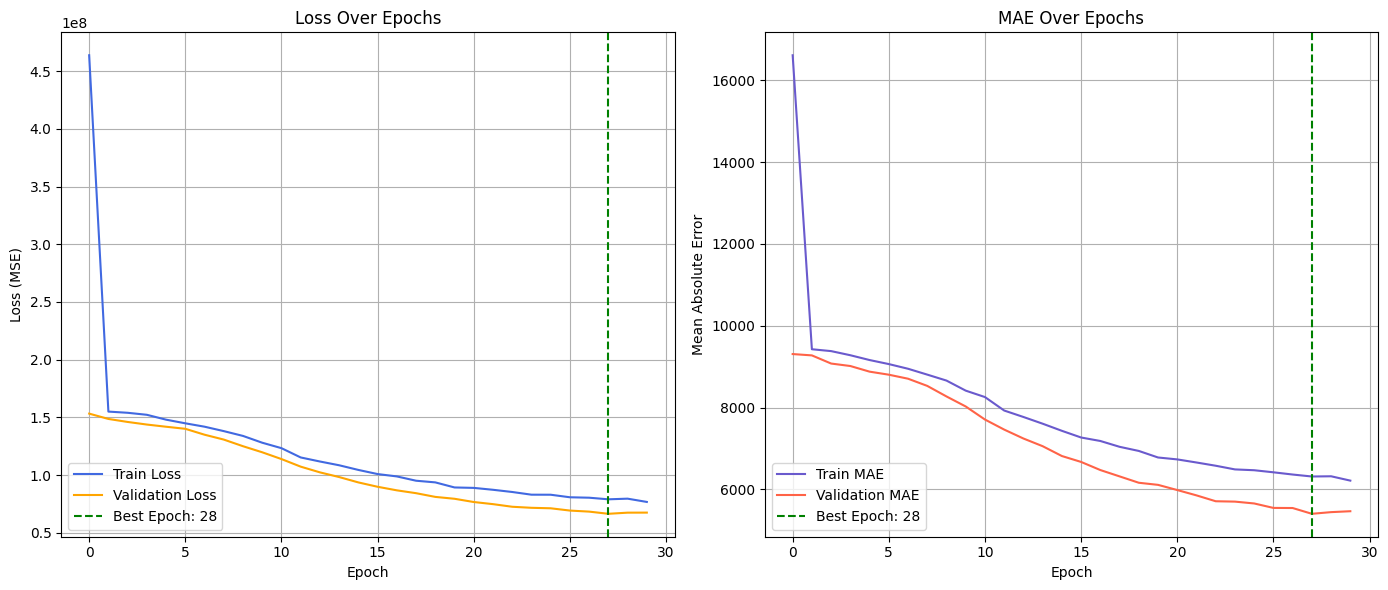 Loss Over Epochs
1e8
4.5
4.0
3.5
3.0
2.5
2.0
1.5
1.0
0.5
Loss (MSE)
Train Loss
Validation Loss
Best Epoch: 28
0 5 10 15 20 25 30
Epoch
MAE Over Epochs
16000
14000
12000
10000
8000
6000
Mean Absolute Error
Train MAE
Validation MAE
Best Epoch: 28
0 5 10 15 20 25 30
Epoch